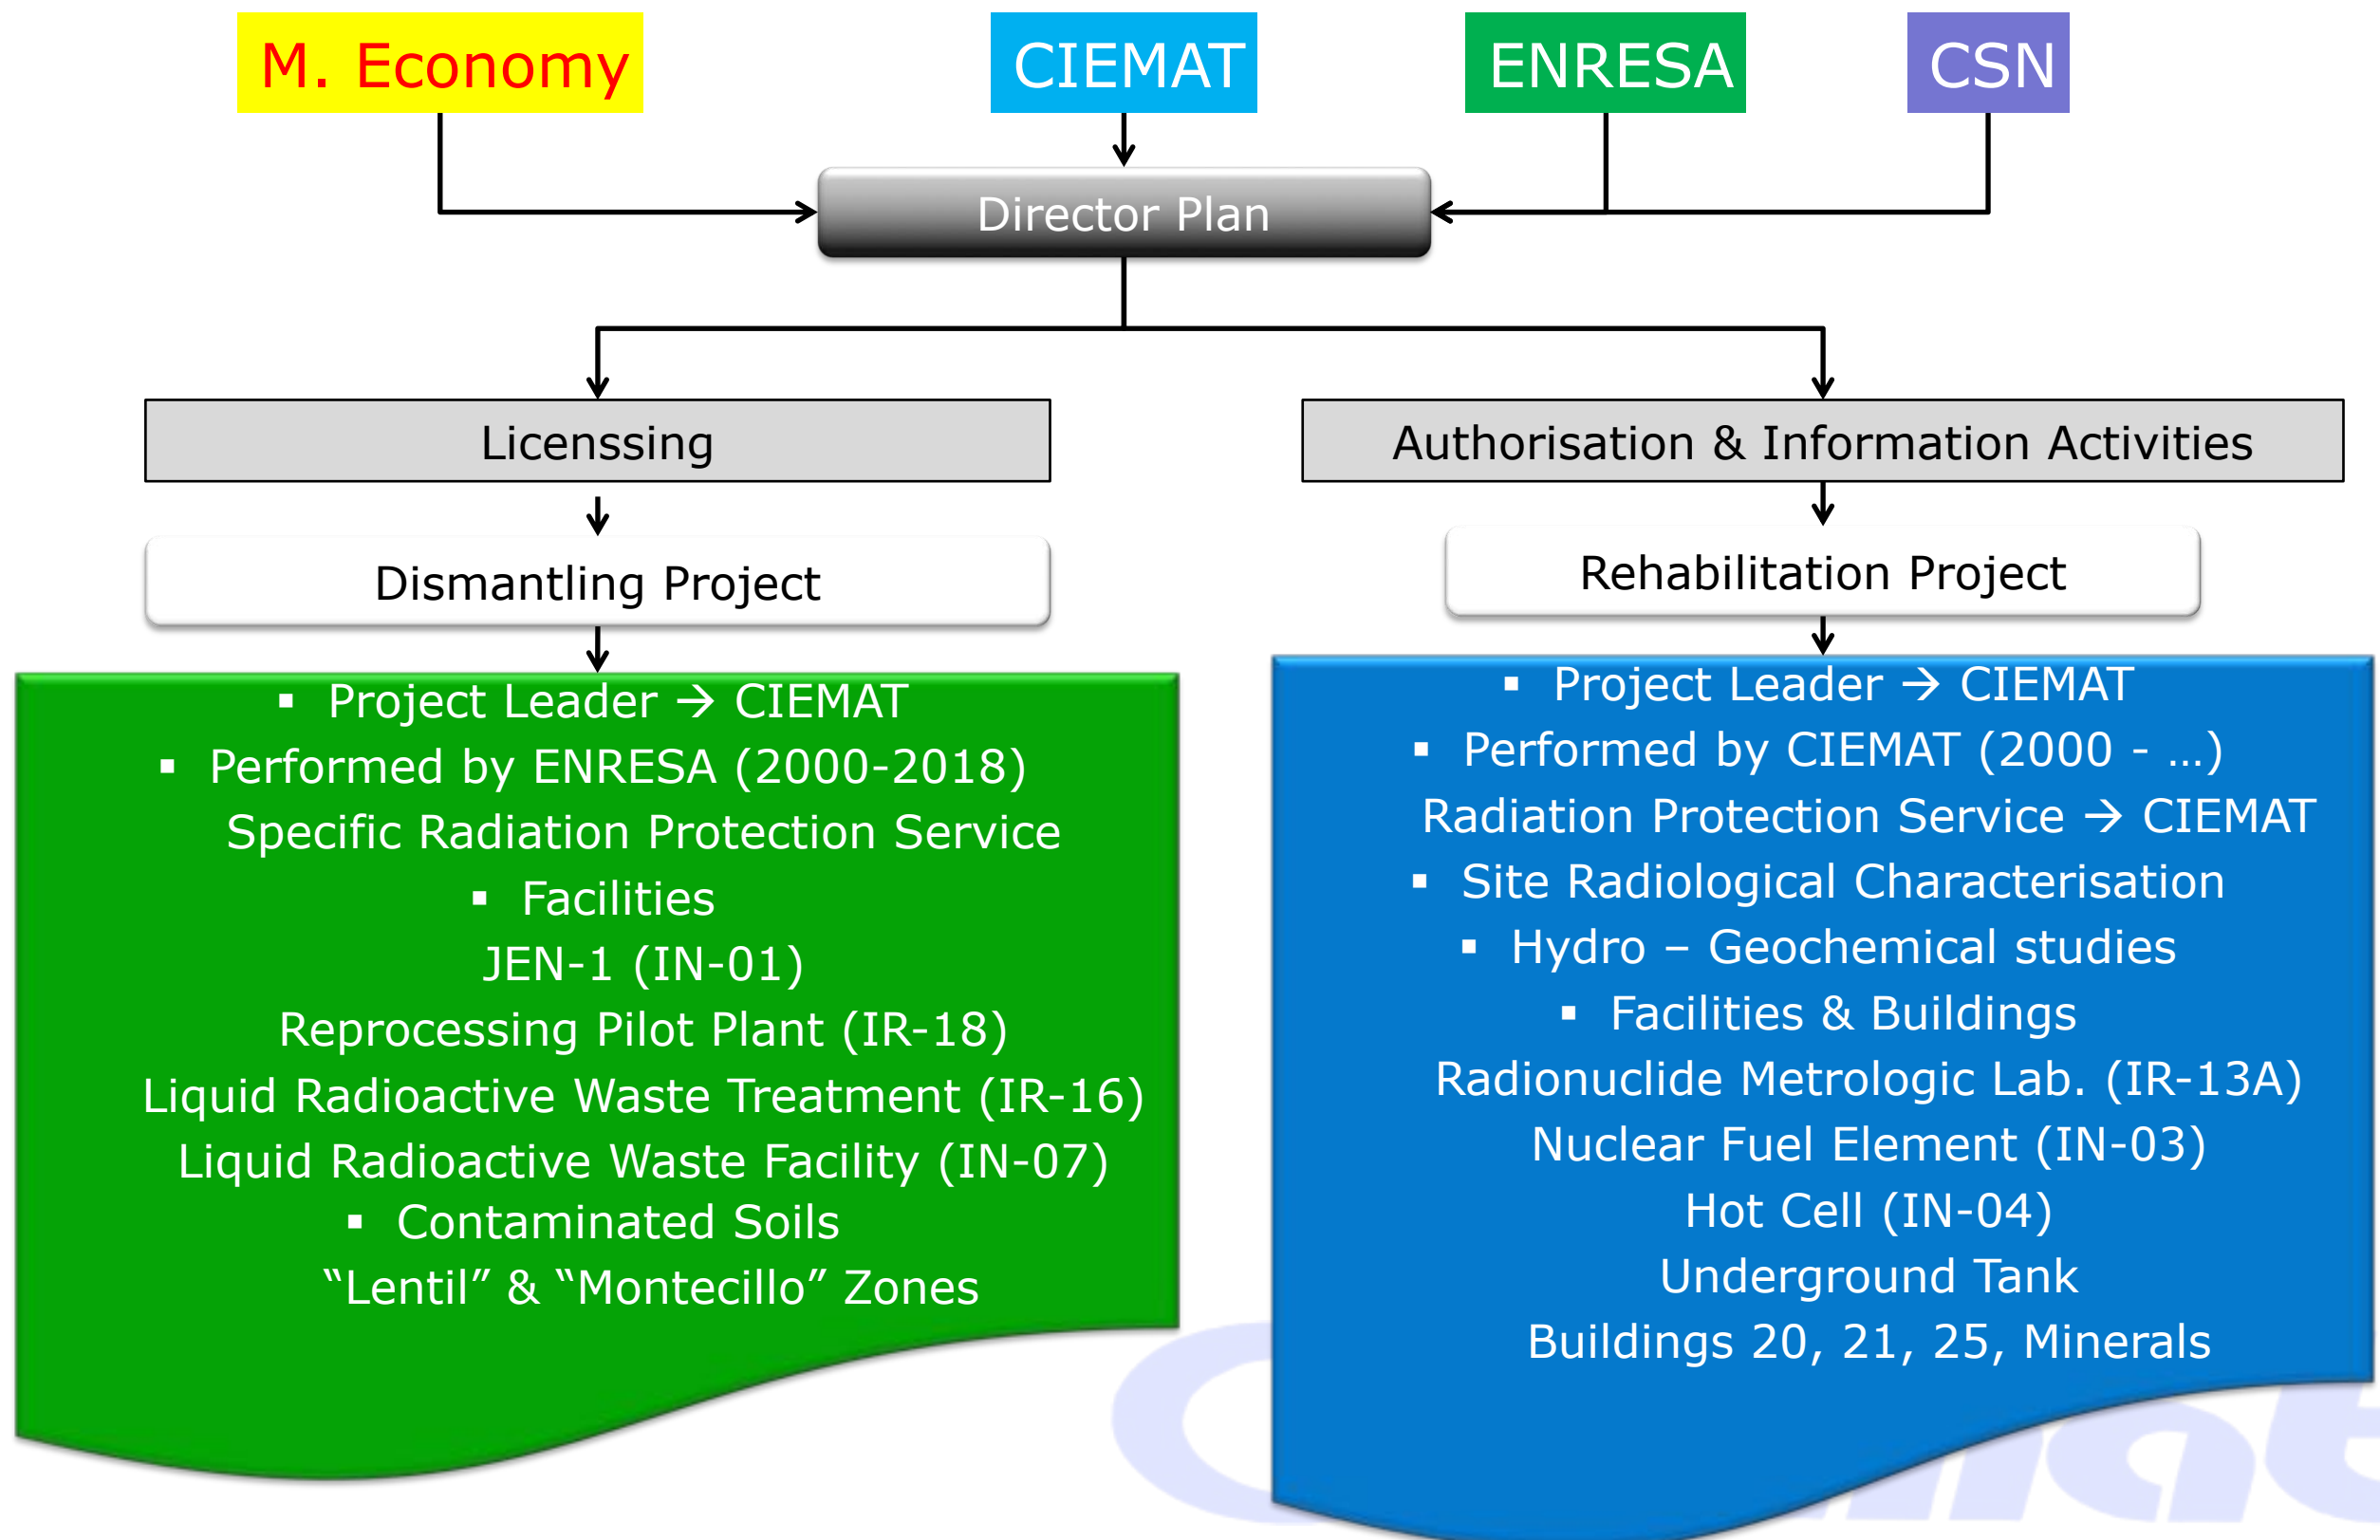 M. Economy
CIEMAT
ENRESA
CSN
Director Plan
Licenssing
Authorisation & Information Activities
Dismantling Project
Rehabilitation Project
▪ Project Leader → CIEMAT
▪ Performed by ENRESA (2000-2018)
Specific Radiation Protection Service
▪ Facilities
JEN-1 (IN-01)
Reprocessing Pilot Plant (IR-18)
Liquid Radioactive Waste Treatment (IR-16)
Liquid Radioactive Waste Facility (IN-07)
▪ Contaminated Soils
“Lentil” & “Montecillo” Zones
▪ Project Leader → CIEMAT
▪ Performed by CIEMAT (2000 - …)
Radiation Protection Service → CIEMAT
▪ Site Radiological Characterisation
▪ Hydro – Geochemical studies
▪ Facilities & Buildings
Radionuclide Metrologic Lab. (IR-13A)
Nuclear Fuel Element (IN-03)
Hot Cell (IN-04)
Underground Tank
Buildings 20, 21, 25, Minerals